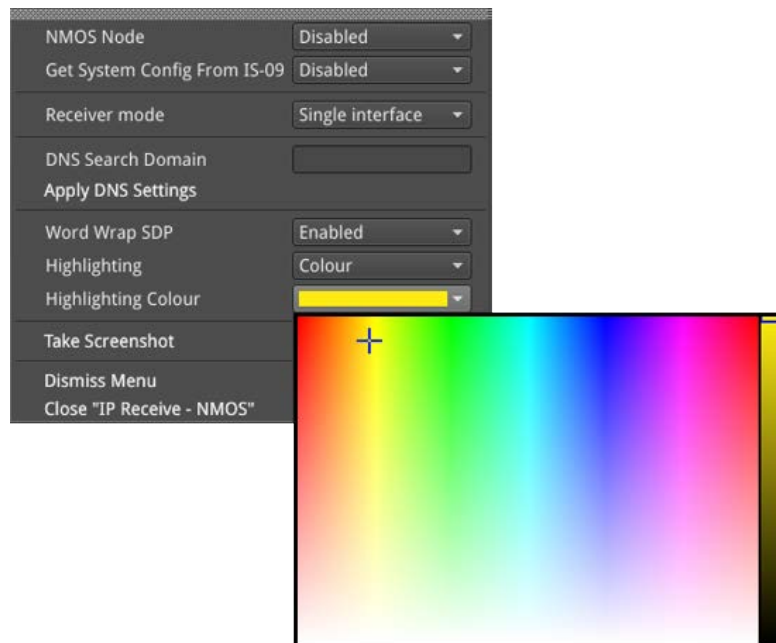 NMOS Node Disabled
Get System Config From IS-09 Disabled
Receiver mode Single interface
DNS Search Domain
Apply DNS Settings
Word Wrap SDP Enabled
Highlighting Colour
Highlighting Colour
Take Screenshot
Dismiss Menu
Close "IP Receive - NMOS"